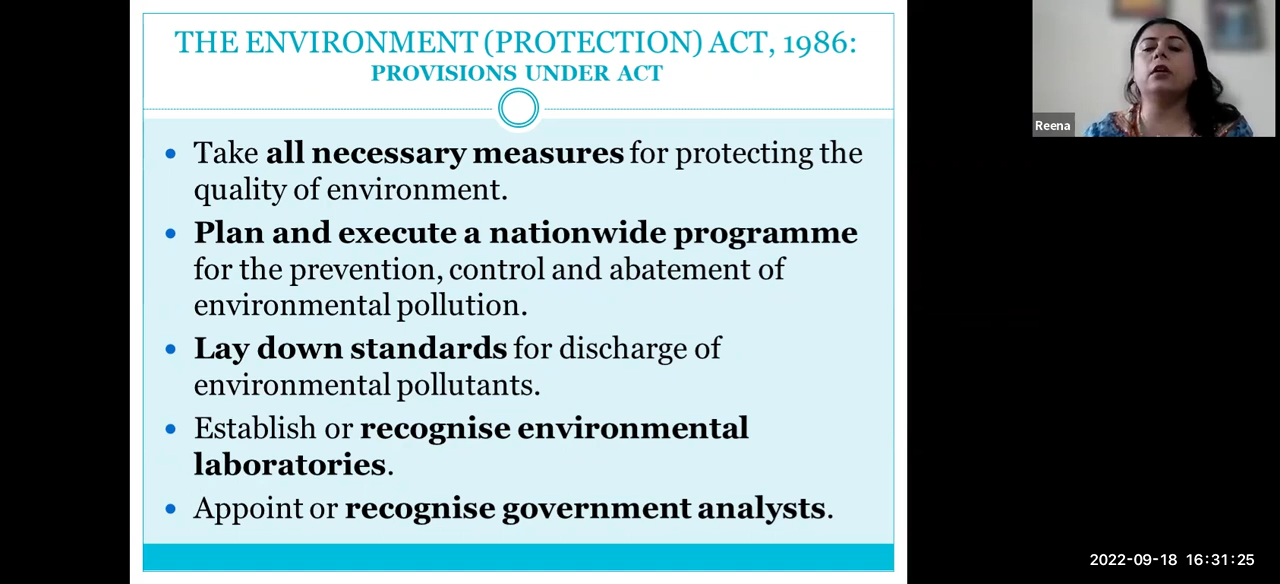 THE ENVIRONMENT (PROTECTION) ACT, 1986:
PROVISIONS UNDER ACT
• Take all necessary measures for protecting the
quality of environment.
• Plan and execute a nationwide programme
for the prevention, control and abatement of
environmental pollution.
• Lay down standards for discharge of
environmental pollutants.
• Establish or recognise environmental
laboratories.
• Appoint or recognise government analysts.
Reena
2022-09-18 16:31:25